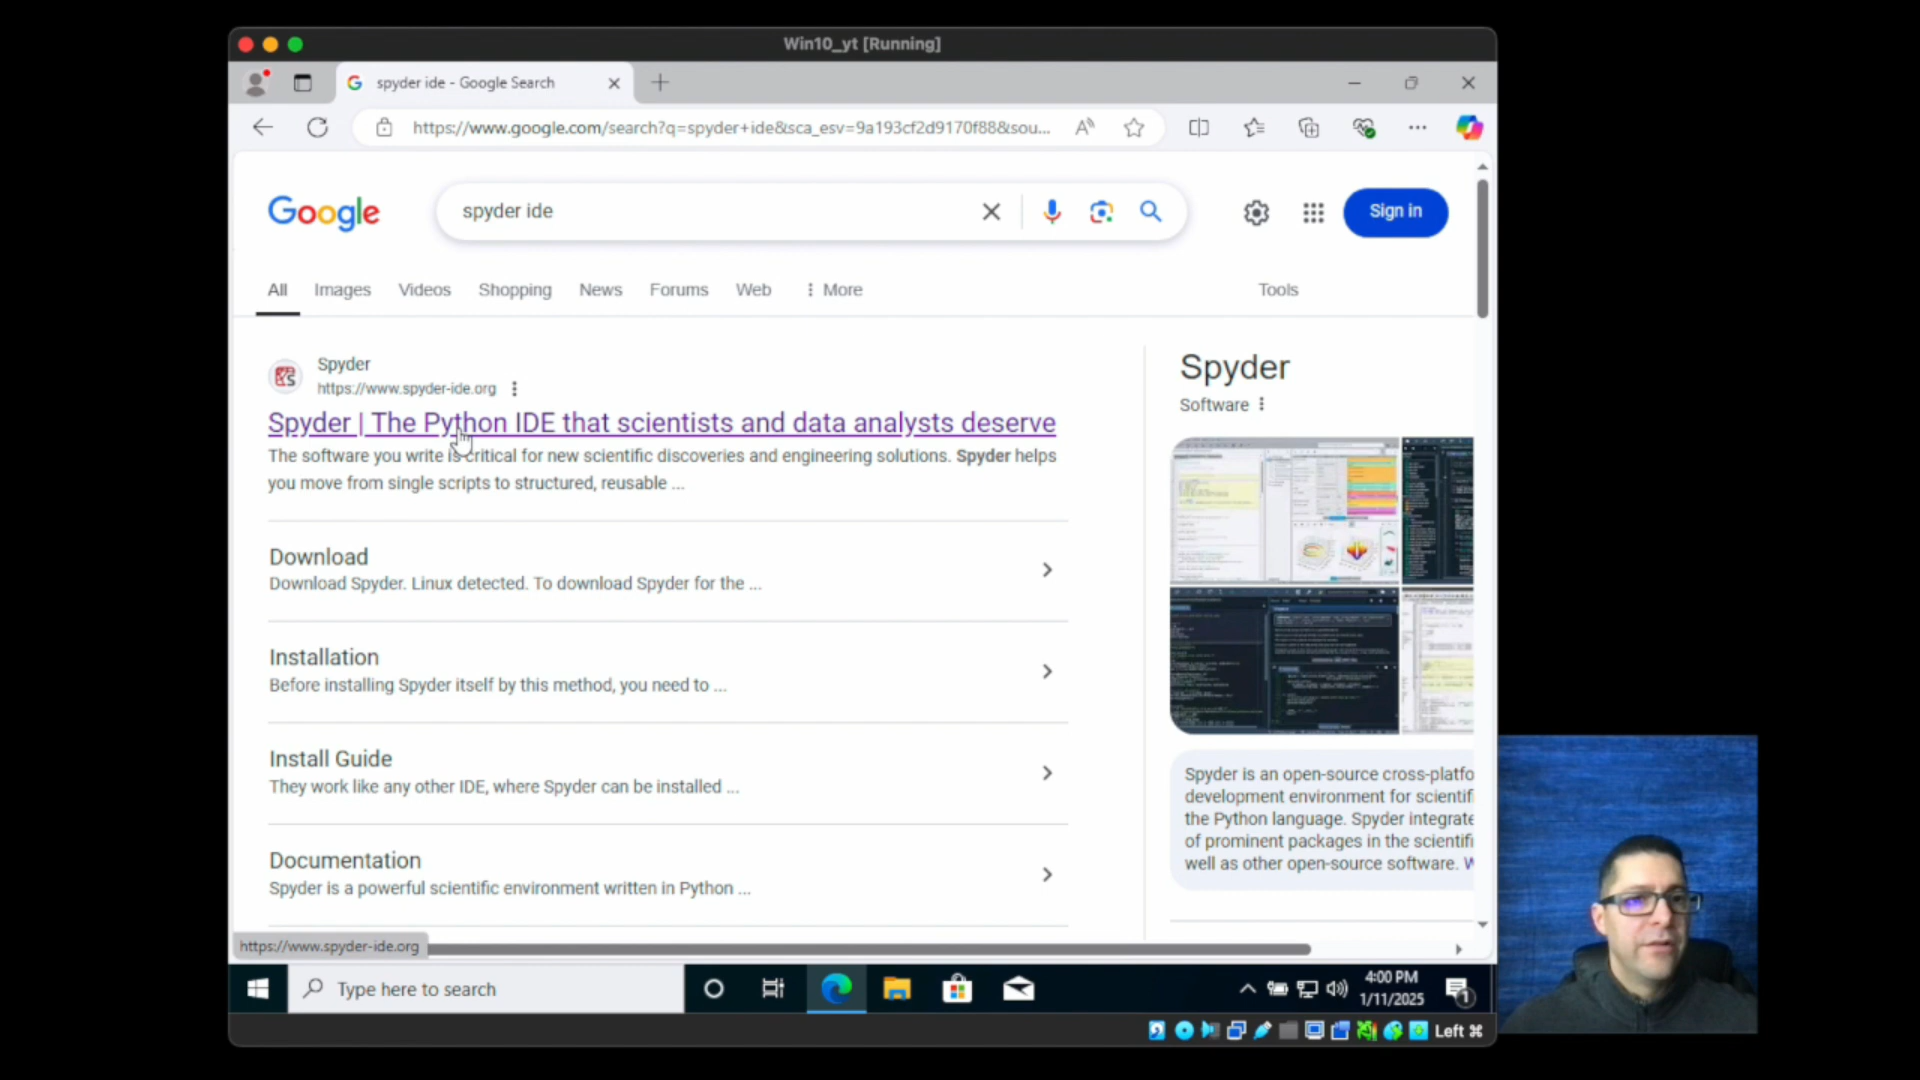 Win10_yt [Running]
spyder ide - Google Search
https://www.google.com/search?q=spyder+ide&sca_esv=9a193cf2d9170f88&sou...
Google
spyder ide
Sign in
All Images Videos Shopping News Forums Web More
Tools
Spyder
https://www.spyder-ide.org
Spyder | The Python IDE that scientists and data analysts deserve
The software you write is critical for new scientific discoveries and engineering solutions. Spyder helps
you move from single scripts to structured, reusable ...
Download
Download Spyder. Linux detected. To download Spyder for the ...
Installation
Before installing Spyder itself by this method, you need to ...
Install Guide
They work like any other IDE, where Spyder can be installed ...
Documentation
Spyder is a powerful scientific environment written in Python ...
Spyder
Software
Spyder is an open-source cross-platfo
development environment for scientif
the Python language. Spyder integrate
of prominent packages in the scientifi
well as other open-source software. W
https://www.spyder-ide.org
Type here to search
4:00 PM
1/11/2025
1
Left ⌘